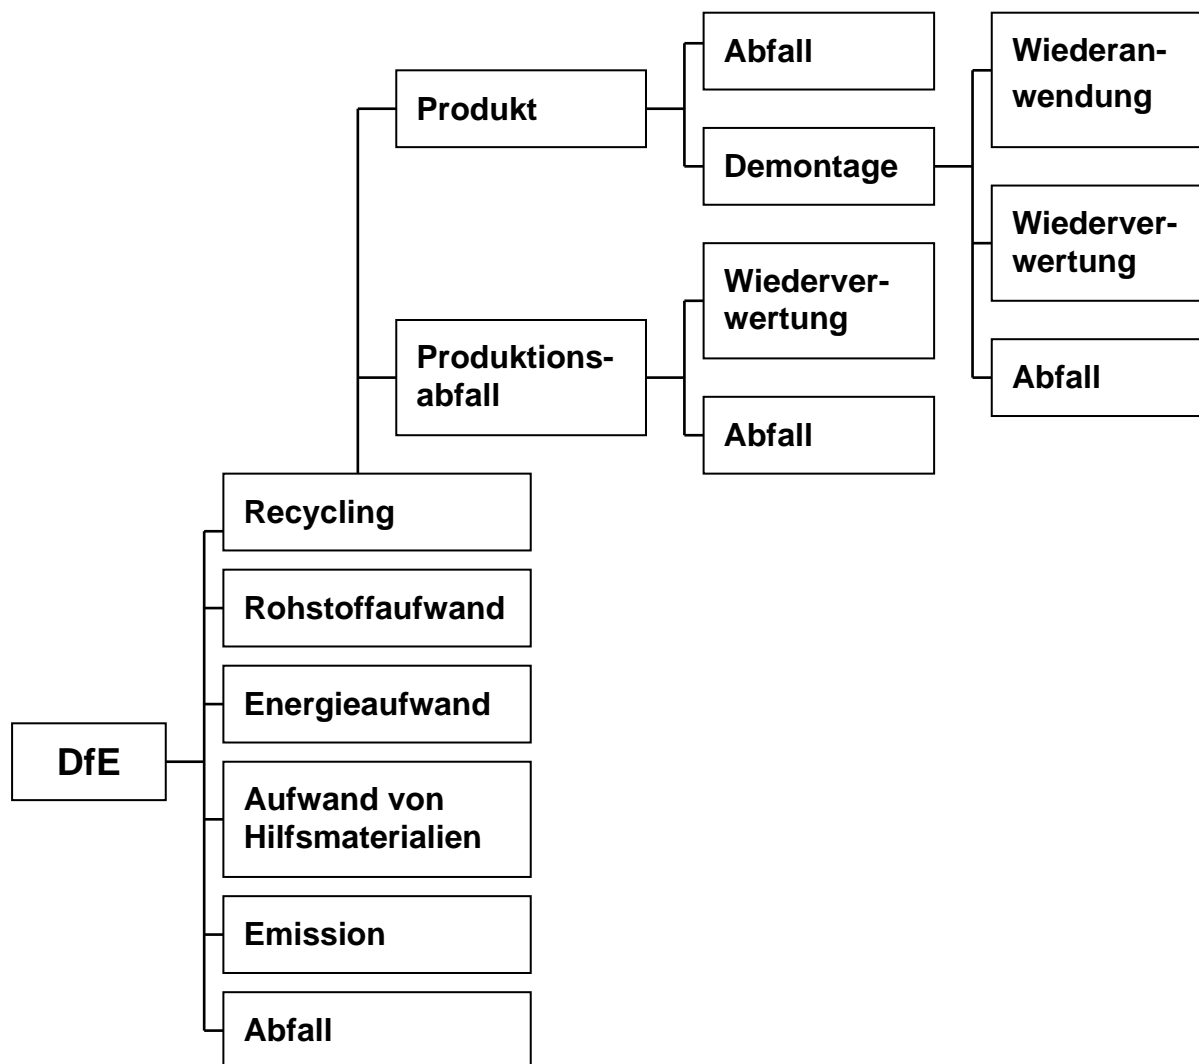 Abfall
Wiederan-
wendung
Produkt
Demontage
Wiederver-
wertung
Wiederver-
wertung
Produktions-
abfall
Abfall
Abfall
Recycling
Rohstoffaufwand
Energieaufwand
DfE
Aufwand von
Hilfsmaterialien
Emission
Abfall